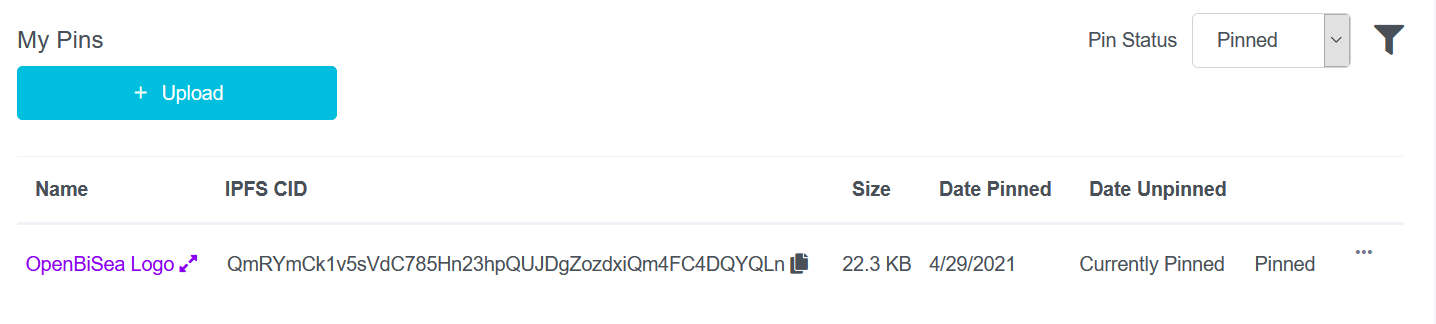 My Pins
Pin Status Pinned
+ Upload
Name IPFS CID Size Date Pinned Date Unpinned
OpenBiSea Logo QmRYmCk1v5sVdC785Hn23hpQUJDgZozdxiQm4FC4DQYQLn 22.3 KB 4/29/2021 Currently Pinned Pinned ...